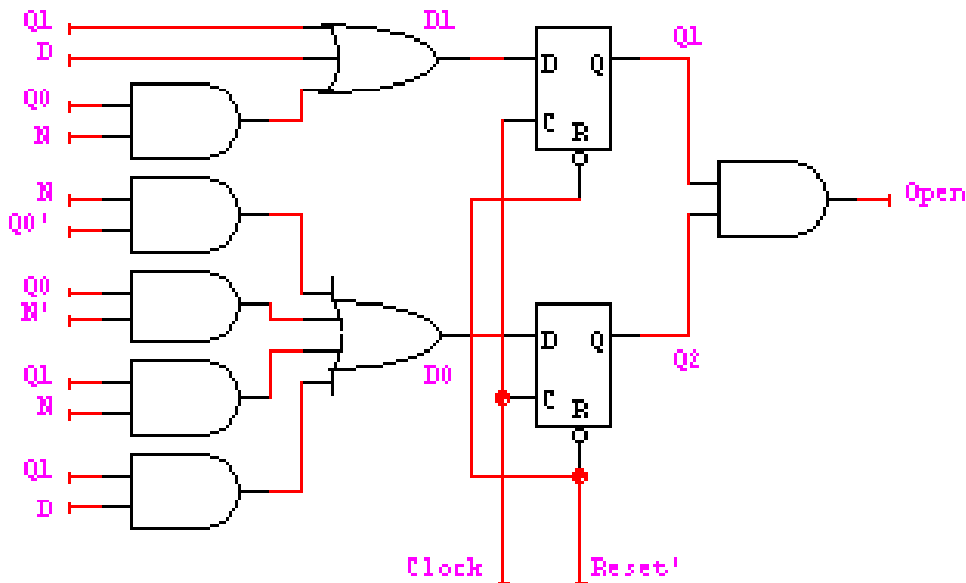 Q1
D
D1
Q1
Q0
N
D
Q
C
R
N
Q0'
Open
Q0
N'
D
Q
Q2
Q1
N
D0
C
R
Q1
D
Clock
Reset'